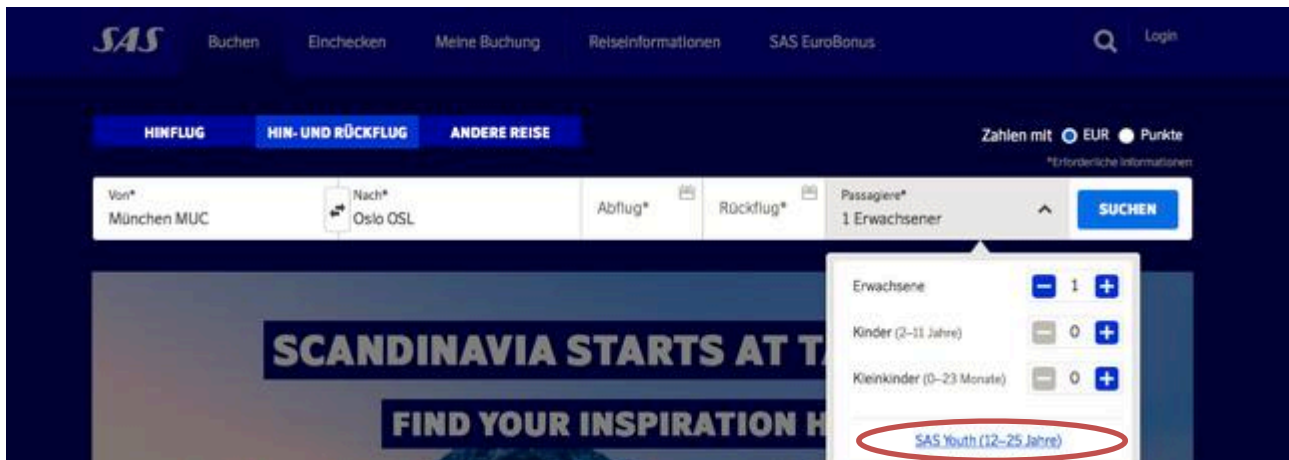 SAS Buchen Einchecken Meine Buchung Reiseinformationen SAS EuroBonus Login
HINFLUG HIN- UND RÜCKFLUG ANDERE REISE Zahlen mit EUR Punkte
*Erforderliche Informationen
Von* Nach* Abflug* Rückflug* Passagiere*
München MUC Oslo OSL 1 Erwachsener SUCHEN
Erwachsene 1
Kinder (2–11 Jahre) 0
Kleinkinder (0–23 Monate) 0
SCANDINAVIA STARTS AT
FIND YOUR INSPIRATION
SAS Youth (12–25 Jahre)